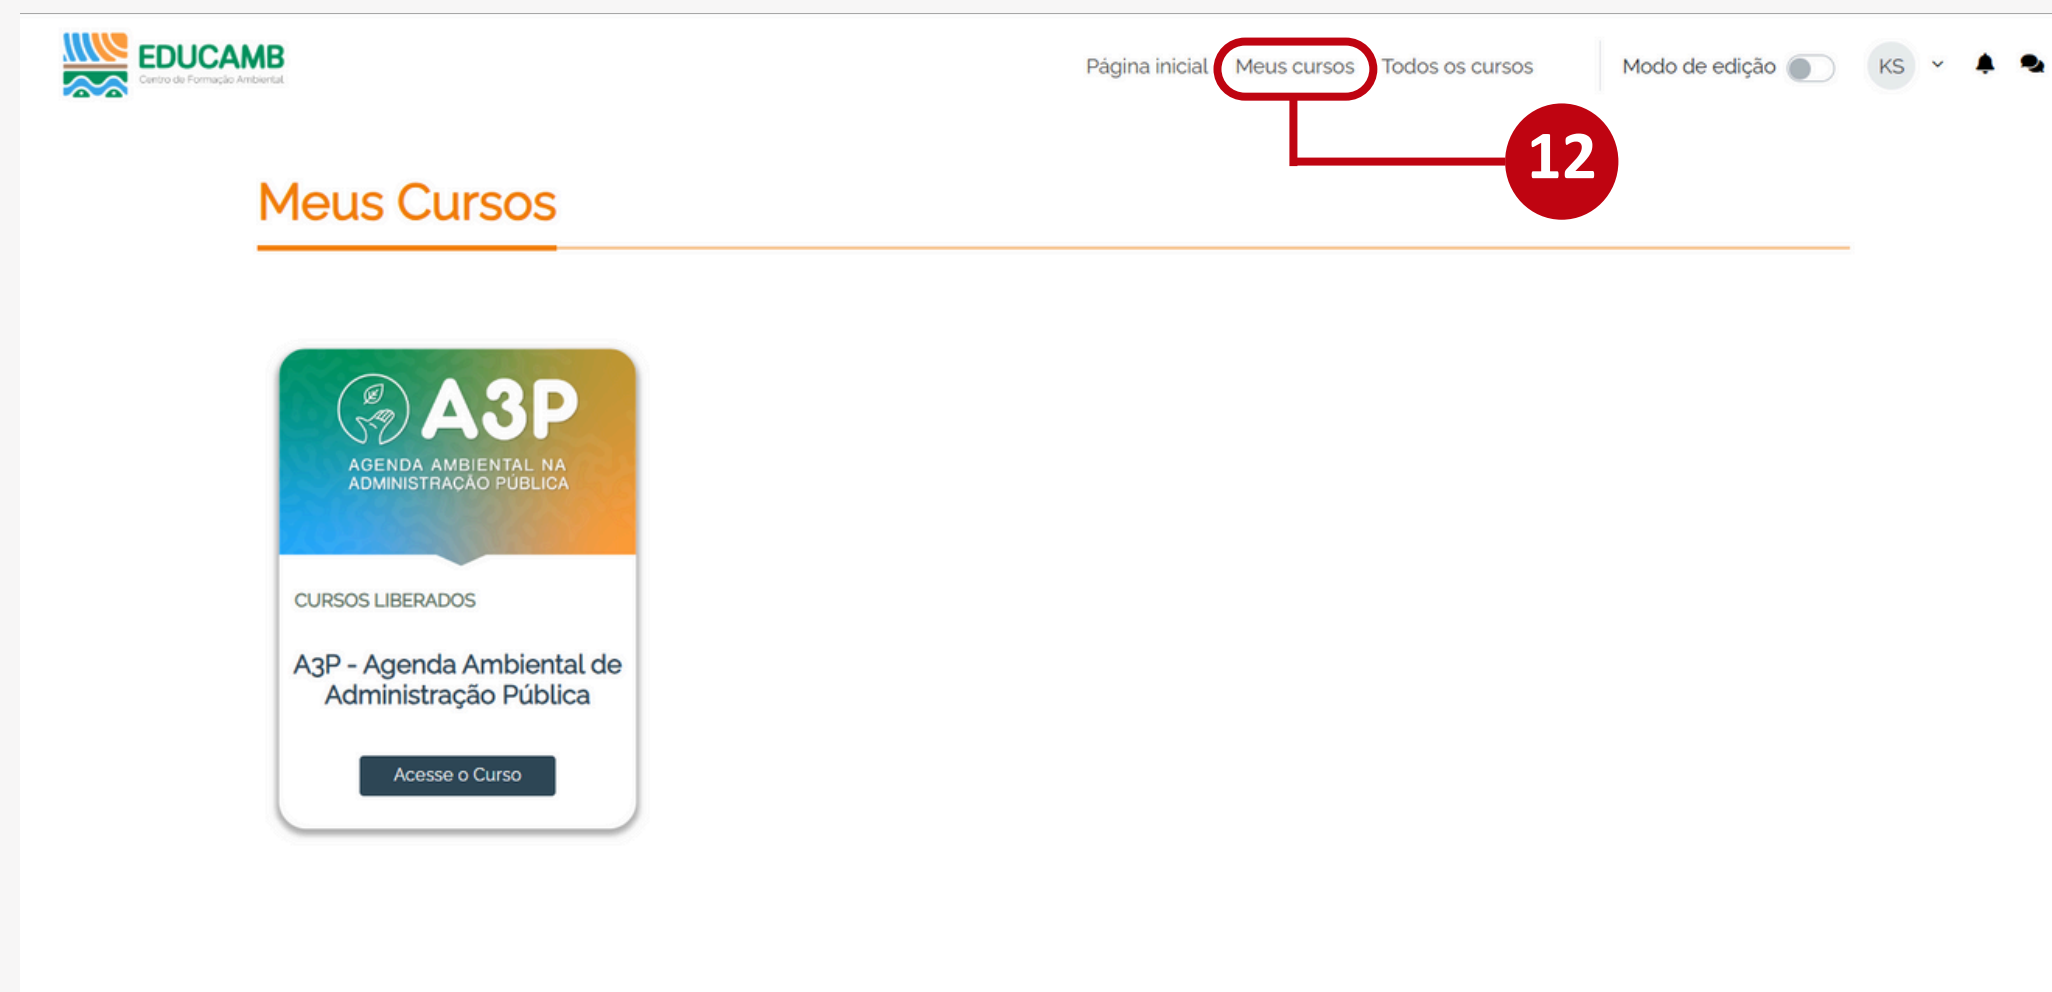 EDUCAMB
Centro de Formação Ambiental
Página inicial Meus cursos Todos os cursos Modo de edição KS
12
Meus Cursos
A3P
AGENDA AMBIENTAL NA
ADMINISTRAÇÃO PÚBLICA
CURSOS LIBERADOS
A3P - Agenda Ambiental de
Administração Pública
Acesse o Curso